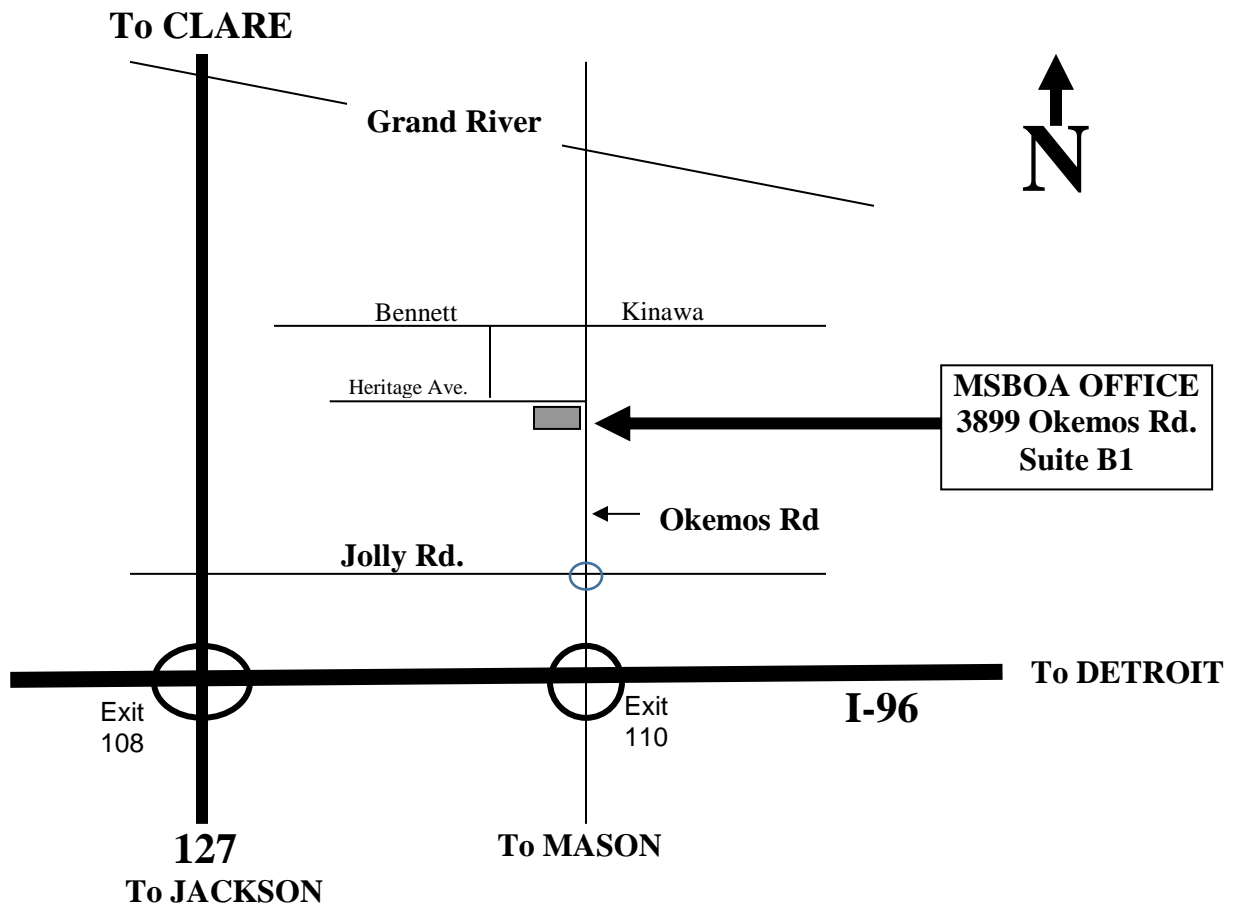 To CLARE
Grand River
N
Bennett
Kinawa
Heritage Ave.
MSBOA OFFICE
3899 Okemos Rd.
Suite B1
Okemos Rd
Jolly Rd.
To DETROIT
I-96
Exit
108
Exit
110
127
To JACKSON
To MASON